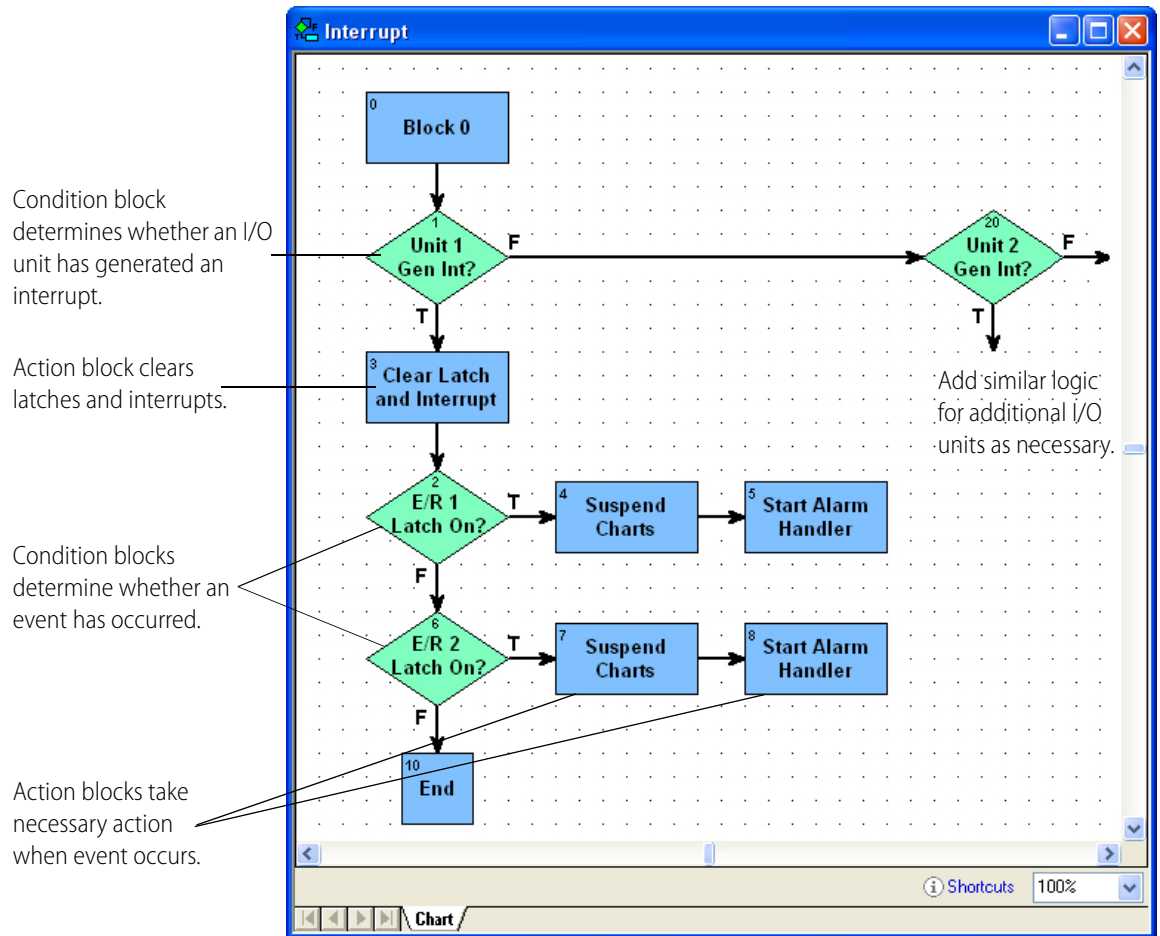 Interrupt
0
Block 0
Condition block
determines whether an I/O
unit has generated an
interrupt.
1
Unit 1
Gen Int?
F
T
20
Unit 2
Gen Int?
F
T
Action block clears
latches and interrupts.
3
Clear Latch
and Interrupt
Add similar logic
for additional I/O
units as necessary.
2
E/R 1
Latch On?
T
F
4
Suspend
Charts
5
Start Alarm
Handler
Condition blocks
determine whether an
event has occurred.
6
E/R 2
Latch On?
T
F
7
Suspend
Charts
8
Start Alarm
Handler
10
End
Action blocks take
necessary action
when event occurs.
Shortcuts
100%
Chart